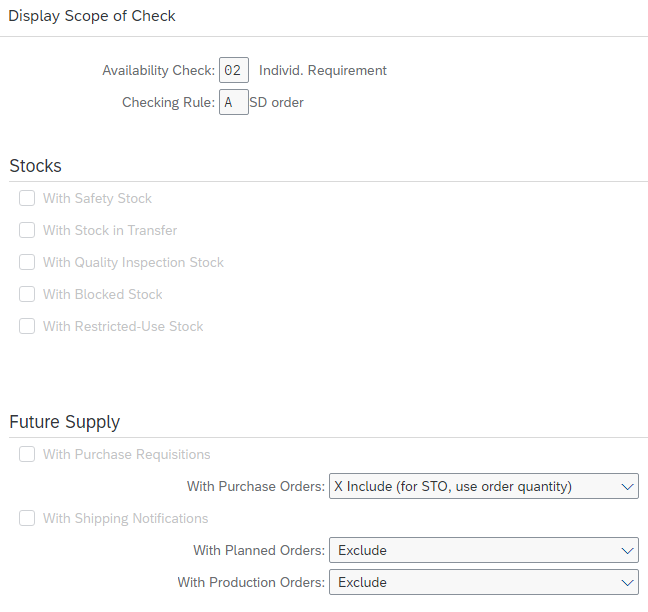 Display Scope of Check
Availability Check: 02 Individ. Requirement
Checking Rule: A SD order
Stocks
With Safety Stock
With Stock in Transfer
With Quality Inspection Stock
With Blocked Stock
With Restricted-Use Stock
Future Supply
With Purchase Requisitions
With Purchase Orders: X Include (for STO, use order quantity)
With Shipping Notifications
With Planned Orders: Exclude
With Production Orders: Exclude